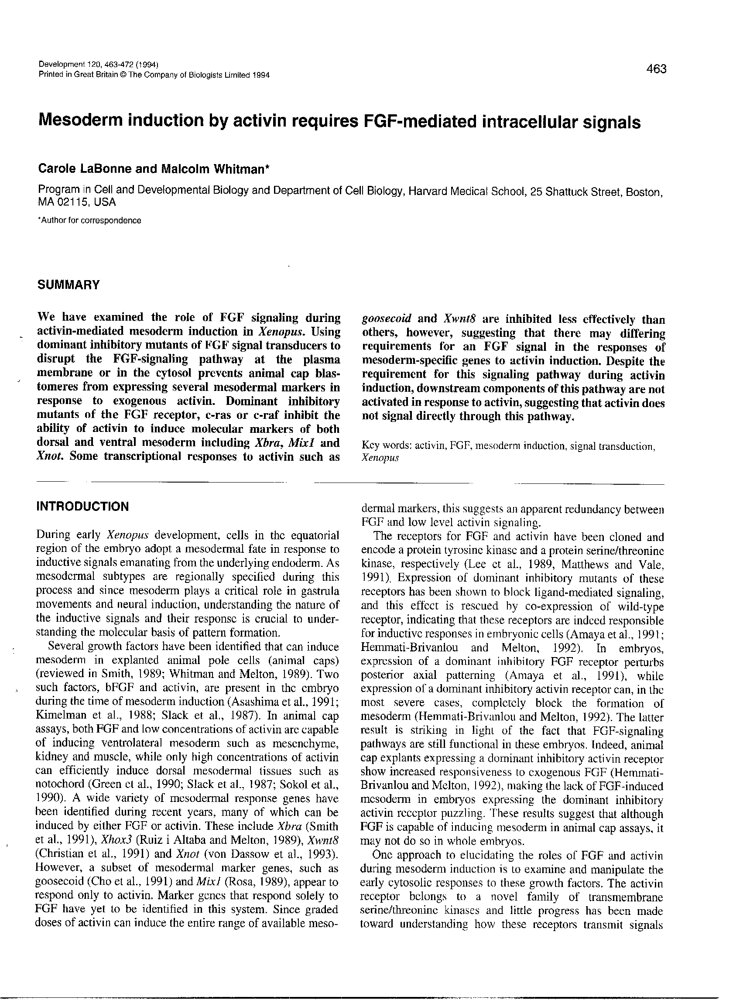 Development 120, 463-472 (1994)
Printed in Great Britain © The Company of Biologists Limited 1994
463
Mesoderm induction by activin requires FGF-mediated intracellular signals
Carole LaBonne and Malcolm Whitman*
Program in Cell and Developmental Biology and Department of Cell Biology, Harvard Medical School, 25 Shattuck Street, Boston,
MA 02115, USA
*Author for correspondence
SUMMARY
We have examined the role of FGF signaling during
activin-mediated mesoderm induction in Xenopus. Using
dominant inhibitory mutants of FGF signal transducers to
disrupt the FGF-signaling pathway at the plasma
membrane or in the cytosol prevents animal cap blas-
tomeres from expressing several mesodermal markers in
response to exogenous activin. Dominant inhibitory
mutants of the FGF receptor, c-ras or c-raf inhibit the
ability of activin to induce molecular markers of both
dorsal and ventral mesoderm including Xbra, Mix1 and
Xnot. Some transcriptional responses to activin such as
goosecoid and Xwnt8 are inhibited less effectively than
others, however, suggesting that there may differing
requirements for an FGF signal in the responses of
mesoderm-specific genes to activin induction. Despite the
requirement for this signaling pathway during activin
induction, downstream components of this pathway are not
activated in response to activin, suggesting that activin does
not signal directly through this pathway.
Key words: activin, FGF, mesoderm induction, signal transduction,
Xenopus
INTRODUCTION
During early Xenopus development, cells in the equatorial
region of the embryo adopt a mesodermal fate in response to
inductive signals emanating from the underlying endoderm. As
mesodermal subtypes are regionally specified during this
process and since mesoderm plays a critical role in gastrula
movements and neural induction, understanding the nature of
the inductive signals and their response is crucial to under-
standing the molecular basis of pattern formation.
Several growth factors have been identified that can induce
mesoderm in explanted animal pole cells (animal caps)
(reviewed in Smith, 1989; Whitman and Melton, 1989). Two
such factors, bFGF and activin, are present in the embryo
during the time of mesoderm induction (Asashima et al., 1991;
Kimelman et al., 1988; Slack et al., 1987). In animal cap
assays, both FGF and low concentrations of activin are capable
of inducing ventrolateral mesoderm such as mesenchyme,
kidney and muscle, while only high concentrations of activin
can efficiently induce dorsal mesodermal tissues such as
notochord (Green et al., 1990; Slack et al., 1987; Sokol et al.,
1990). A wide variety of mesodermal response genes have
been identified during recent years, many of which can be
induced by either FGF or activin. These include Xbra (Smith
et al., 1991), Xhox3 (Ruiz i Altaba and Melton, 1989), Xwnt8
(Christian et al., 1991) and Xnot (von Dassow et al., 1993).
However, a subset of mesodermal marker genes, such as
goosecoid (Cho et al., 1991) and Mix1 (Rosa, 1989), appear to
respond only to activin. Marker genes that respond solely to
FGF have yet to be identified in this system. Since graded
doses of activin can induce the entire range of available meso-
dermal markers, this suggests an apparent redundancy between
FGF and low level activin signaling.
The receptors for FGF and activin have been cloned and
encode a protein tyrosine kinase and a protein serine/threonine
kinase, respectively (Lee et al., 1989, Matthews and Vale,
1991). Expression of dominant inhibitory mutants of these
receptors has been shown to block ligand-mediated signaling,
and this effect is rescued by co-expression of wild-type
receptor, indicating that these receptors are indeed responsible
for inductive responses in embryonic cells (Amaya et al., 1991;
Hemmati-Brivanlou and Melton, 1992). In embryos,
expression of a dominant inhibitory FGF receptor perturbs
posterior axial patterning (Amaya et al., 1991), while
expression of a dominant inhibitory activin receptor can, in the
most severe cases, completely block the formation of
mesoderm (Hemmati-Brivanlou and Melton, 1992). The latter
result is striking in light of the fact that FGF-signaling
pathways are still functional in these embryos. Indeed, animal
cap explants expressing a dominant inhibitory activin receptor
show increased responsiveness to exogenous FGF (Hemmati-
Brivanlou and Melton, 1992), making the lack of FGF-induced
mesoderm in embryos expressing the dominant inhibitory
activin receptor puzzling. These results suggest that although
FGF is capable of inducing mesoderm in animal cap assays, it
may not do so in whole embryos.
One approach to elucidating the roles of FGF and activin
during mesoderm induction is to examine and manipulate the
early cytosolic responses to these growth factors. The activin
receptor belongs to a novel family of transmembrane
serine/threonine kinases and little progress has been made
toward understanding how these receptors transmit signals